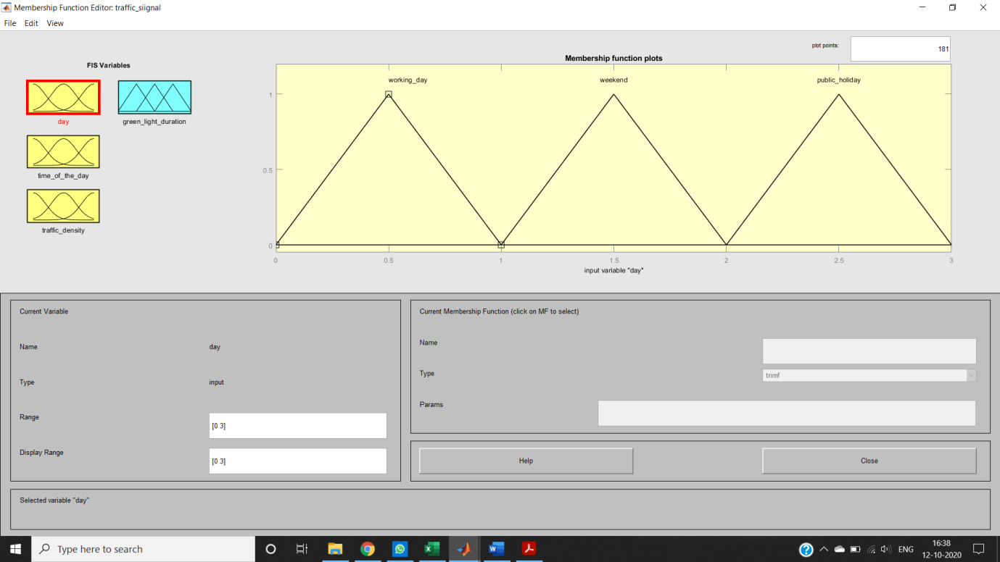 Membership Function Editor: traffic_siignal
File Edit View
plot points: 181
FIS Variables
Membership function plots
day
green_light_duration
time_of_the_day
traffic_density
working_day weekend public_holiday
1
0.5
0
0 0.5 1 1.5 2 2.5 3
input variable "day"
Current Variable
Name day
Type input
Range [0 3]
Display Range [0 3]
Current Membership Function (click on MF to select)
Name
Type trimf
Params
Help Close
Selected variable "day"
Type here to search
ENG
16:38
12-10-2020